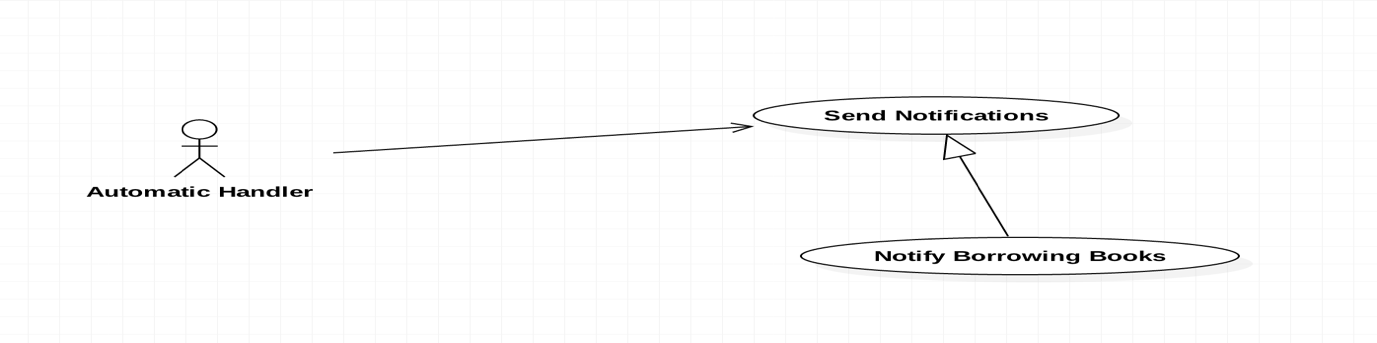 Send Notifications
Automatic Handler
Notify Borrowing Books